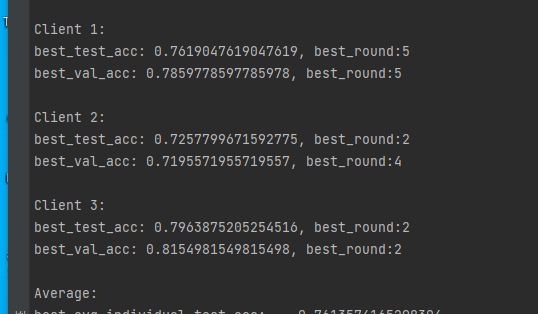 Client 1:
best_test_acc: 0.7619047619047619, best_round:5
best_val_acc: 0.7859778597785978, best_round:5
Client 2:
best_test_acc: 0.7257799671592775, best_round:2
best_val_acc: 0.7195571955719557, best_round:4
Client 3:
best_test_acc: 0.7963875205254516, best_round:2
best_val_acc: 0.8154981549815498, best_round:2
Average: